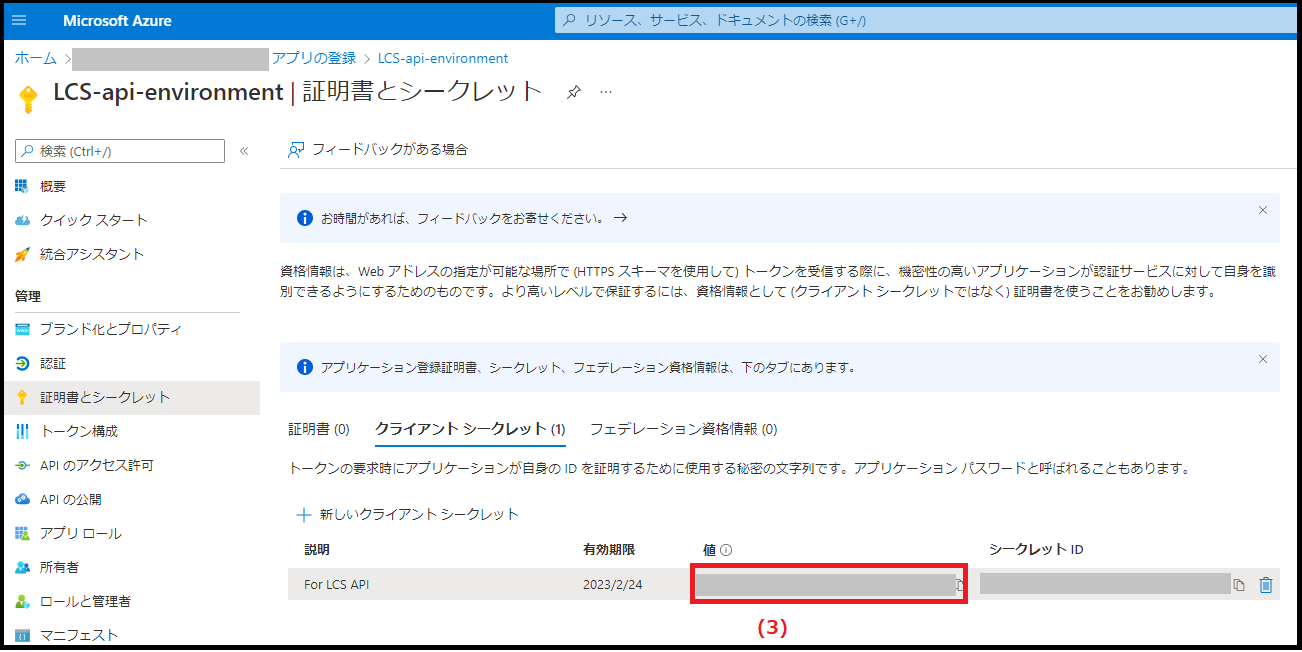 Microsoft Azure
リソース、サービス、ドキュメントの検索 (G+/)
ホーム > アプリの登録 > LCS-api-environment
LCS-api-environment | 証明書とシークレット ...
検索 (Ctrl+/) «
フィードバックがある場合
概要
クイック スタート
統合アシスタント
管理
ブランド化とプロパティ
認証
証明書とシークレット
トークン構成
API のアクセス許可
API の公開
アプリ ロール
所有者
ロールと管理者
マニフェスト
お時間があれば、フィードバックをお寄せください。 →
資格情報は、Web アドレスの指定が可能な場所で (HTTPS スキーマを使用して) トークンを受信する際に、機密性の高いアプリケーションが認証サービスに対して自身を識
別できるようにするためのものです。より高いレベルで保証するには、資格情報として (クライアント シークレットではなく) 証明書を使うことをお勧めします。
アプリケーション登録証明書、シークレット、フェデレーション資格情報は、下のタブにあります。
証明書 (0) クライアント シークレット (1) フェデレーション資格情報 (0)
トークンの要求時にアプリケーションが自身の ID を証明するために使用する秘密の文字列です。アプリケーション パスワードと呼ばれることもあります。
新しいクライアント シークレット
説明 有効期限 値 シークレット ID
For LCS API 2023/2/24
(3)